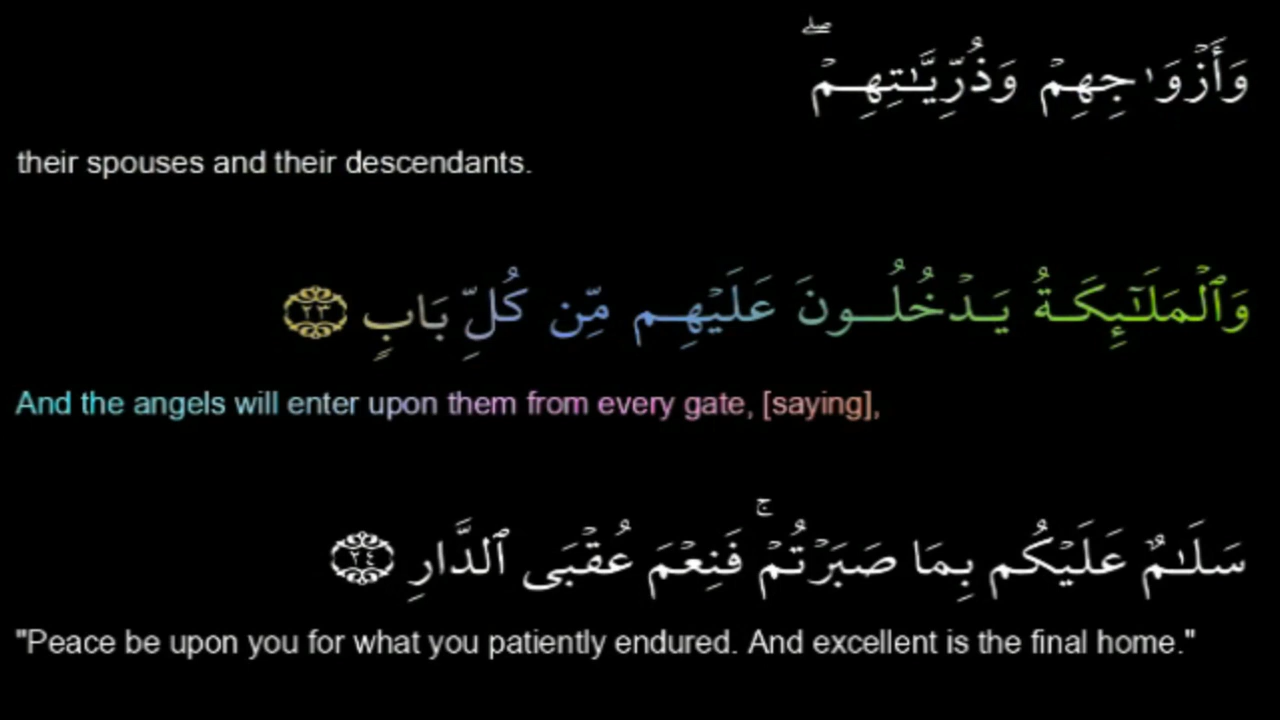 وَأَزْوَٰجِهِمْ وَذُرِّيَّـٰتِهِمْ ۖ
their spouses and their descendants.
وَٱلْمَلَـٰٓئِكَةُ يَدْخُلُونَ عَلَيْهِم مِّن كُلِّ بَابٍ ٢٣
And the angels will enter upon them from every gate, [saying],
سَلَـٰمٌ عَلَيْكُم بِمَا صَبَرْتُمْ ۚ فَنِعْمَ عُقْبَى ٱلدَّارِ ٢٤
"Peace be upon you for what you patiently endured. And excellent is the final home."